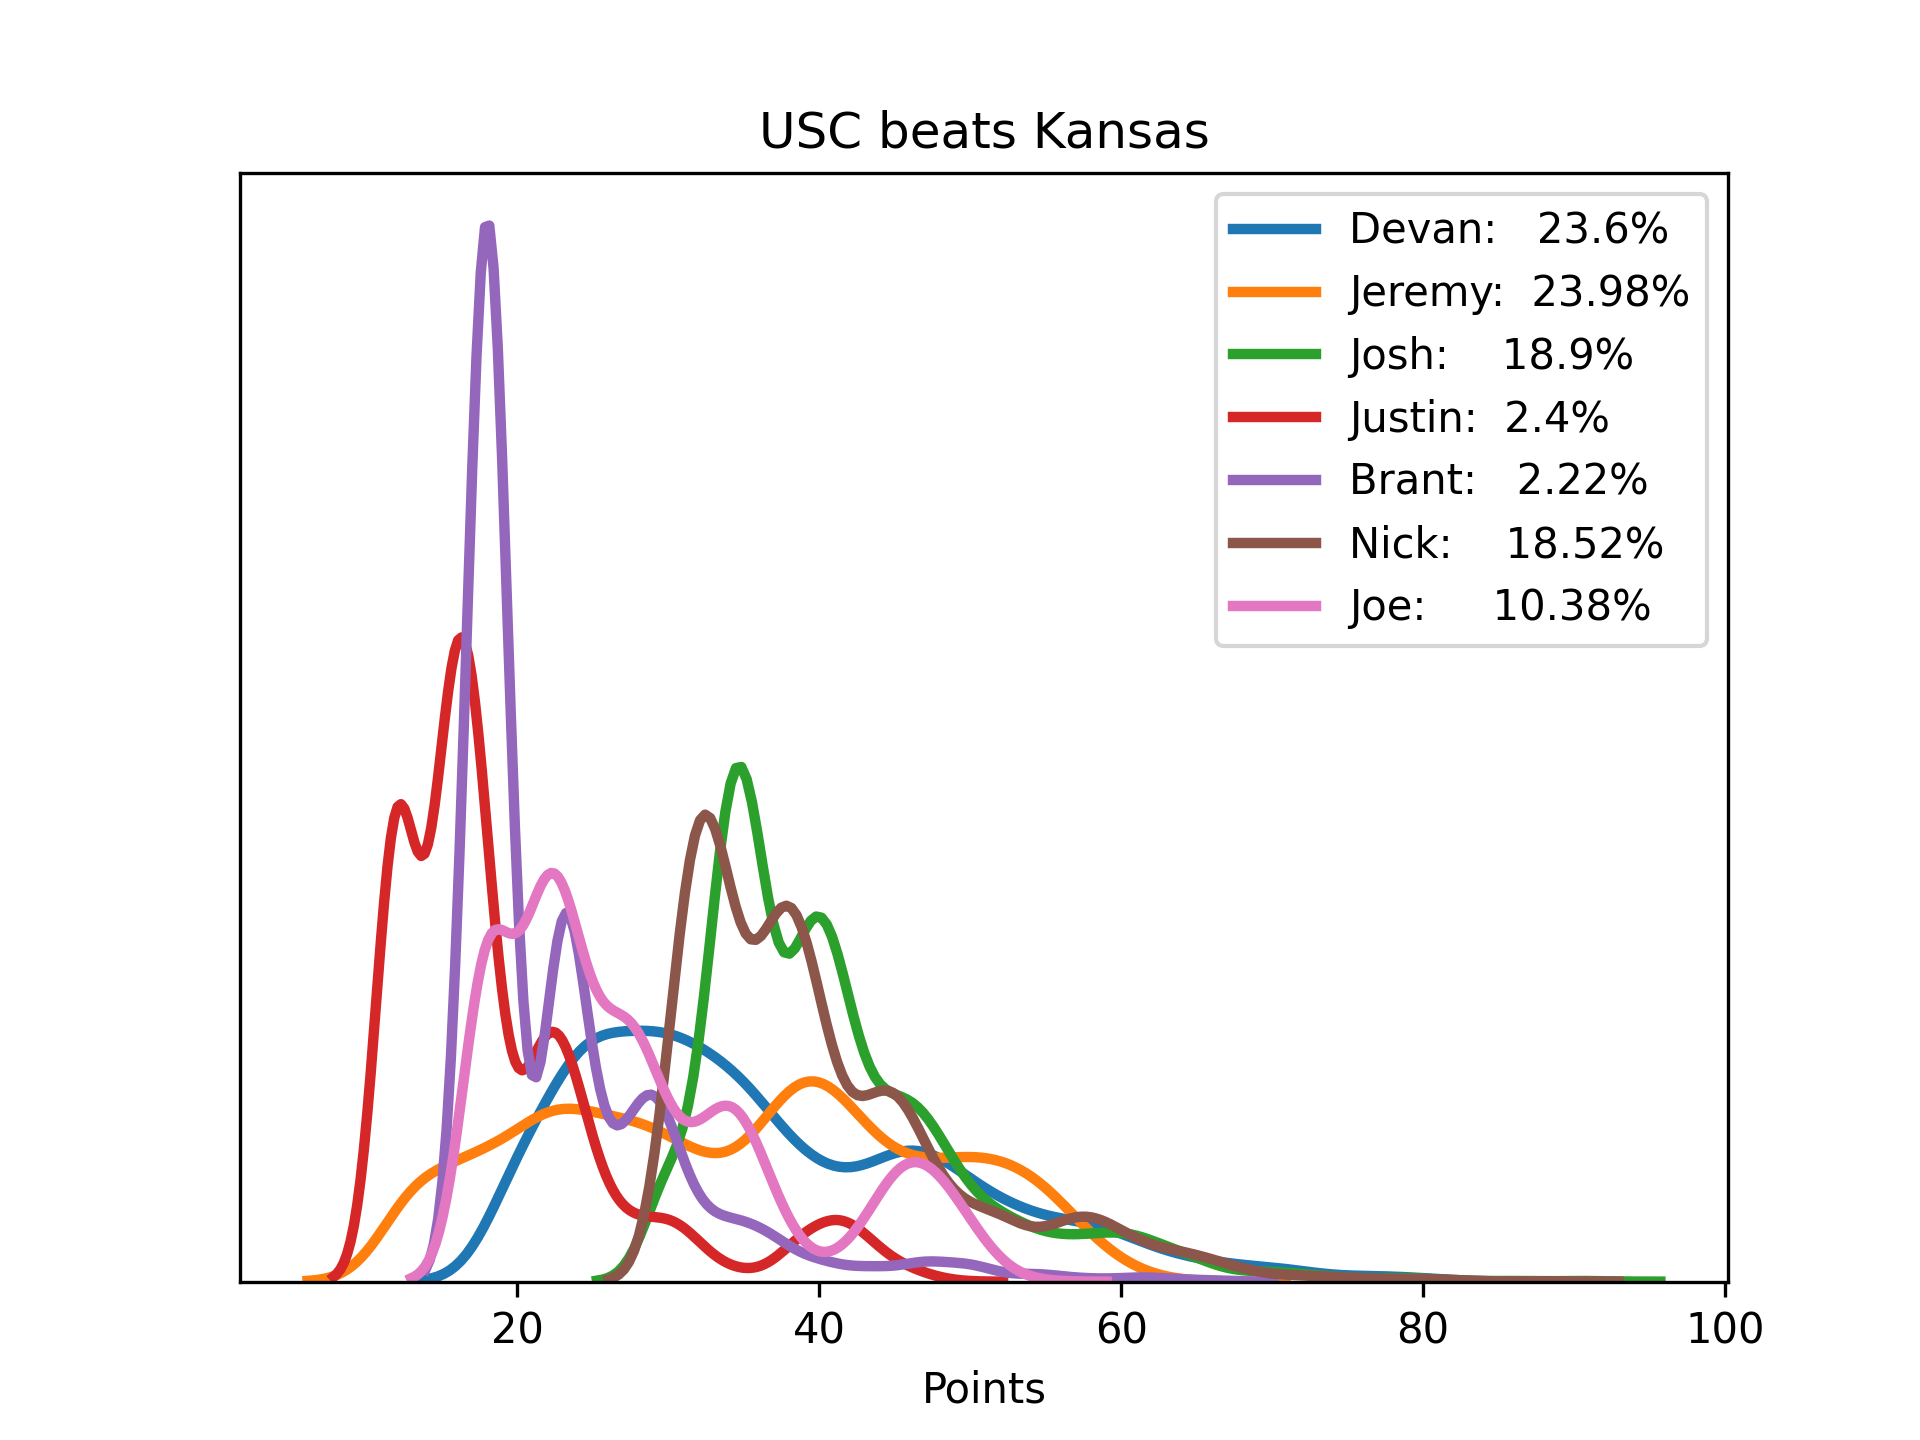 USC beats Kansas
Devan: 23.6%
Jeremy: 23.98%
Josh: 18.9%
Justin: 2.4%
Brant: 2.22%
Nick: 18.52%
Joe: 10.38%
20 40 60 80 100
Points